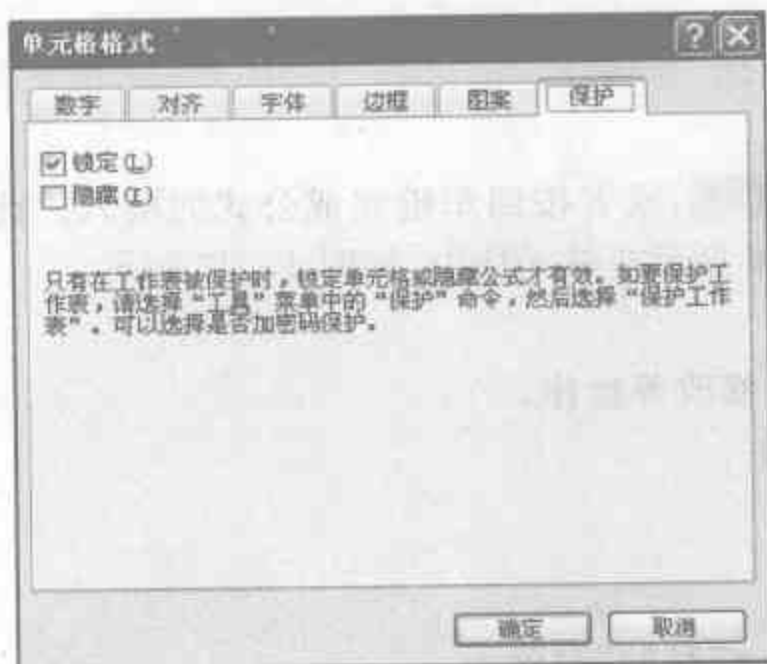 单元格格式
数字 对齐 字体 边框 图案 保护
锁定(L)
隐藏(I)
只有在工作表被保护时，锁定单元格或隐藏公式才有效。如要保护工
作表，请选择“工具”菜单中的“保护”命令，然后选择“保护工作
表”。可以选择是否加密码保护。
确定 取消